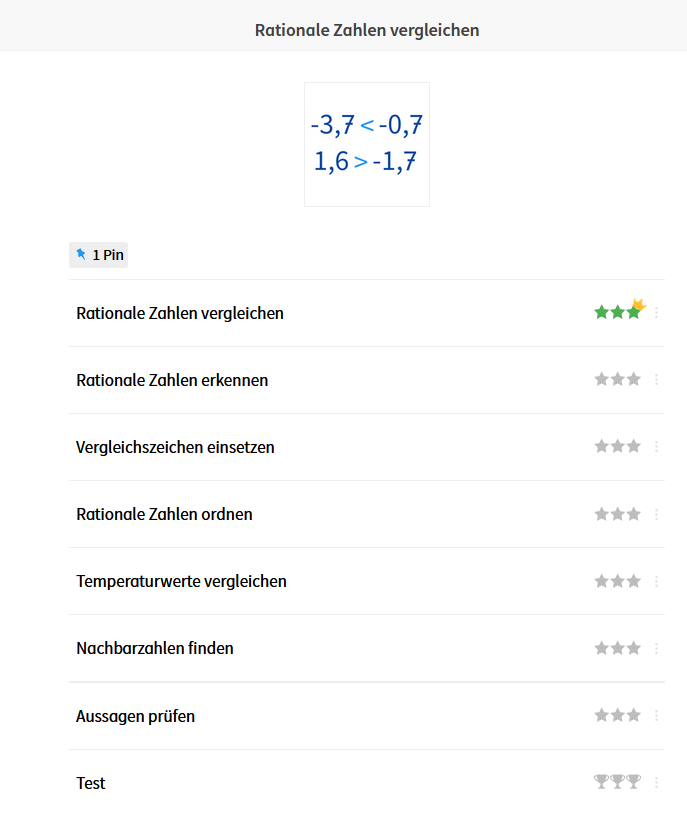 Rationale Zahlen vergleichen
-3,7 < -0,7
1,6 > -1,7
1 Pin
Rationale Zahlen vergleichen
Rationale Zahlen erkennen
Vergleichszeichen einsetzen
Rationale Zahlen ordnen
Temperaturwerte vergleichen
Nachbarzahlen finden
Aussagen prüfen
Test